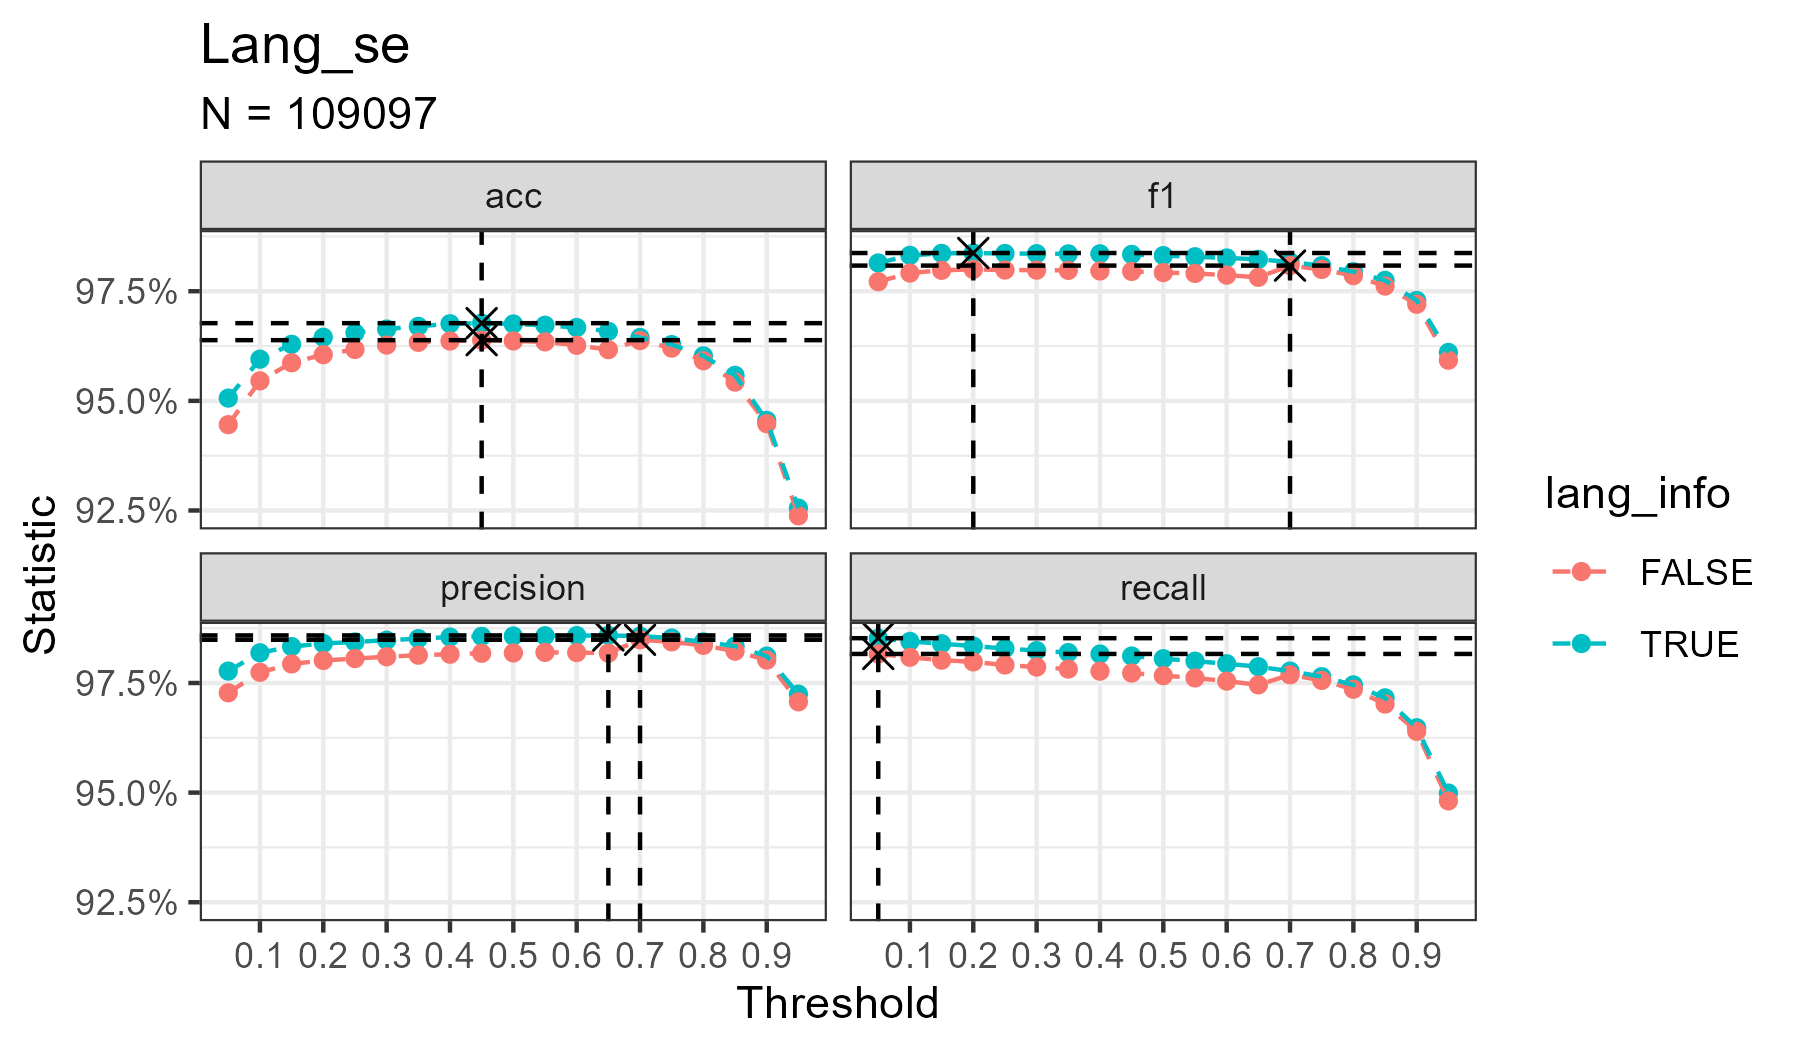 Lang_se
N = 109097
acc
f1
97.5%
95.0%
92.5%
precision
recall
97.5%
95.0%
92.5%
0.1 0.2 0.3 0.4 0.5 0.6 0.7 0.8 0.9
0.1 0.2 0.3 0.4 0.5 0.6 0.7 0.8 0.9
Threshold
Statistic
lang_info
FALSE
TRUE